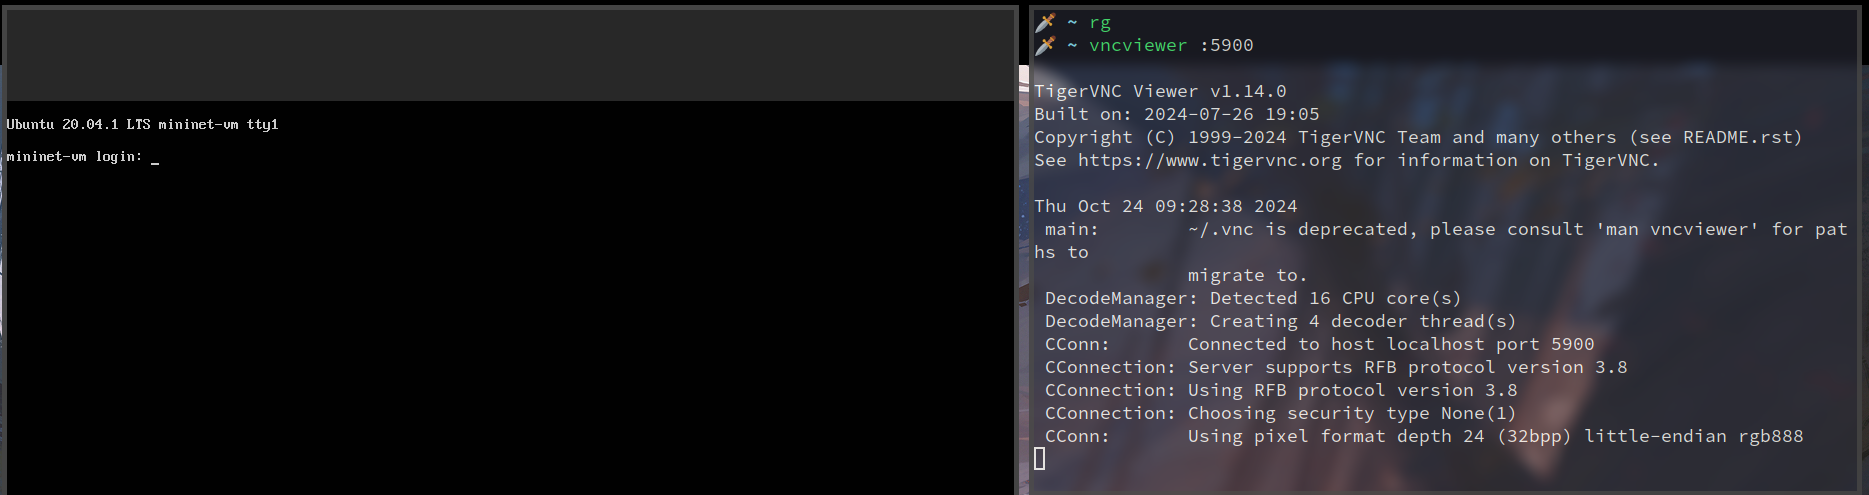 Ubuntu 20.04.1 LTS mininet-vm tty1
mininet-vm login: _
~ rg
~ vncviewer :5900
TigerVNC Viewer v1.14.0
Built on: 2024-07-26 19:05
Copyright (C) 1999-2024 TigerVNC Team and many others (see README.rst)
See https://www.tigervnc.org for information on TigerVNC.
Thu Oct 24 09:28:38 2024
main:        ~/.vnc is deprecated, please consult 'man vncviewer' for pat
hs to
migrate to.
DecodeManager: Detected 16 CPU core(s)
DecodeManager: Creating 4 decoder thread(s)
CConn:       Connected to host localhost port 5900
CConnection: Server supports RFB protocol version 3.8
CConnection: Using RFB protocol version 3.8
CConnection: Choosing security type None(1)
CConn:       Using pixel format depth 24 (32bpp) little-endian rgb888